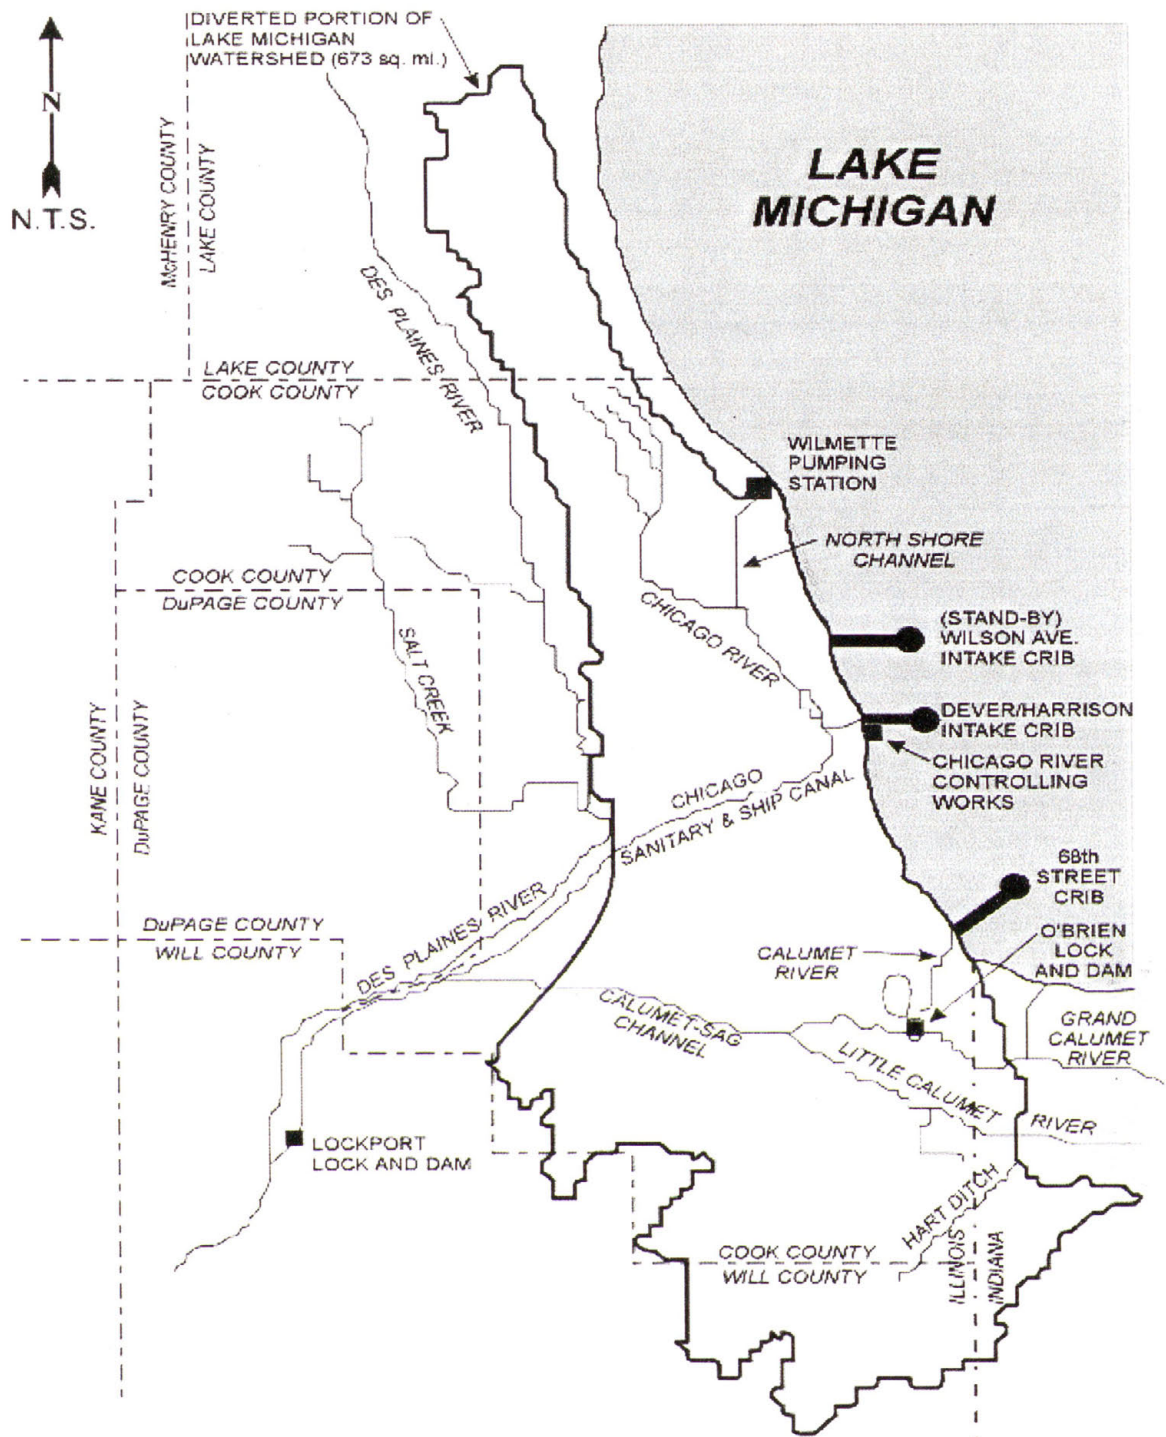 DIVERTED PORTION OF
LAKE MICHIGAN
WATERSHED (673 sq. mi.)
N
N.T.S.
McHENRY COUNTY
LAKE COUNTY
LAKE
MICHIGAN
DES PLAINES RIVER
LAKE COUNTY
COOK COUNTY
WILMETTE
PUMPING
STATION
NORTH SHORE
CHANNEL
COOK COUNTY
DuPAGE COUNTY
CHICAGO RIVER
(STAND-BY)
WILSON AVE.
INTAKE CRIB
SALT CREEK
KANE COUNTY
DuPAGE COUNTY
DEVER/HARRISON
INTAKE CRIB
CHICAGO RIVER
CONTROLLING
WORKS
CHICAGO
SANITARY & SHIP CANAL
68th
STREET
CRIB
DES PLAINES RIVER
DuPAGE COUNTY
WILL COUNTY
CALUMET
RIVER
O'BRIEN
LOCK
AND DAM
CALUMET-SAG
CHANNEL
GRAND
CALUMET
RIVER
LITTLE CALUMET RIVER
LOCKPORT
LOCK AND DAM
HART DITCH
COOK COUNTY
WILL COUNTY
ILLINOIS
INDIANA